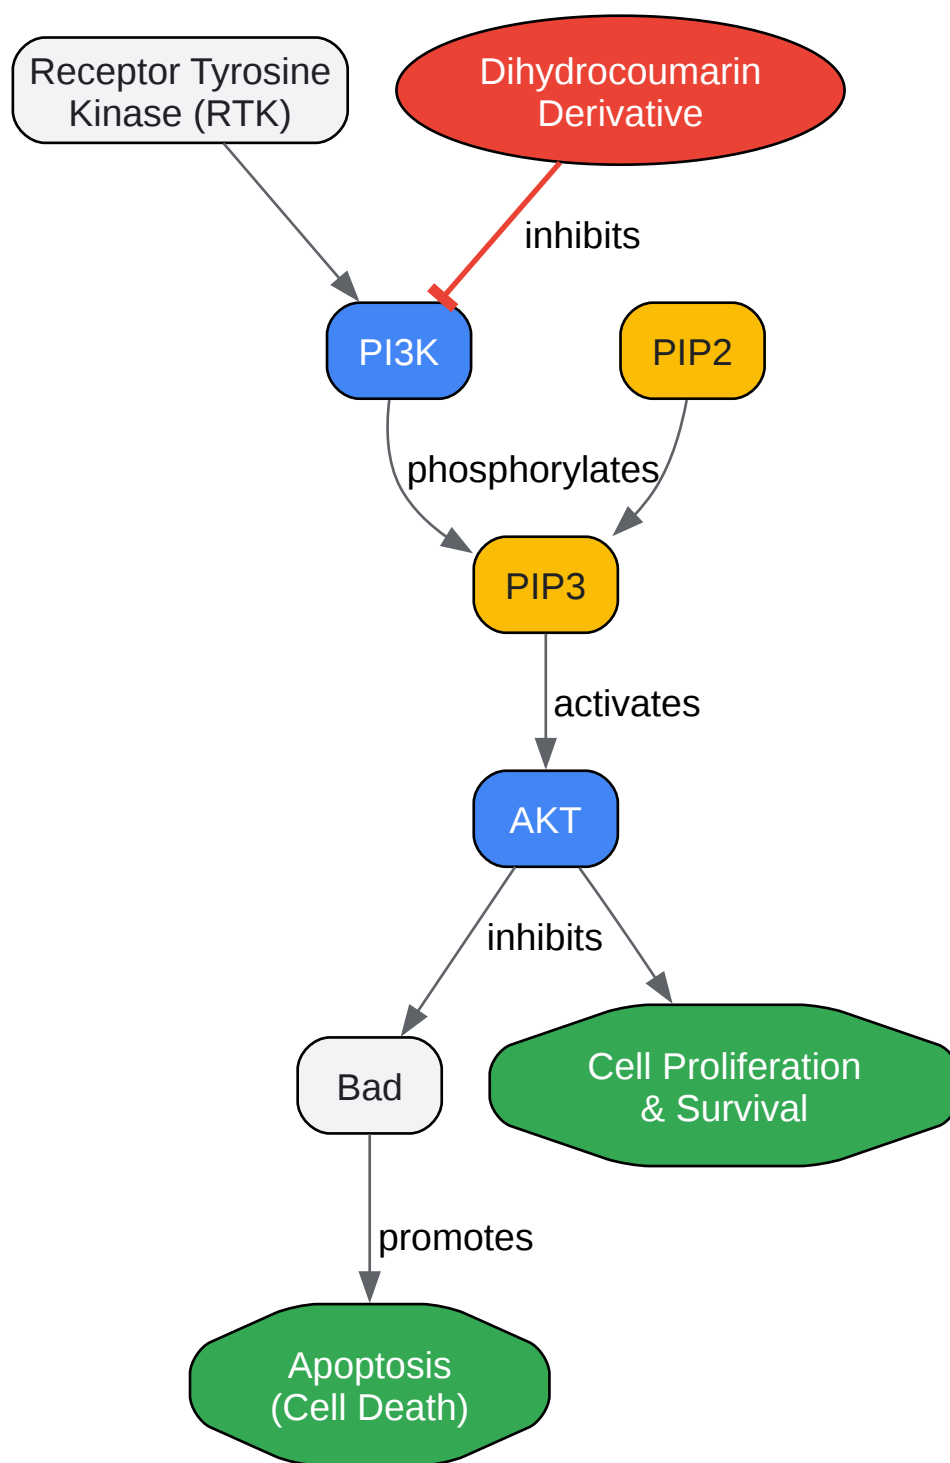 Receptor Tyrosine
Kinase (RTK)
Dihydrocoumarin
Derivative
inhibits
PI3K
PIP2
phosphorylates
PIP3
activates
AKT
inhibits
Bad
Cell Proliferation
& Survival
promotes
Apoptosis
(Cell Death)